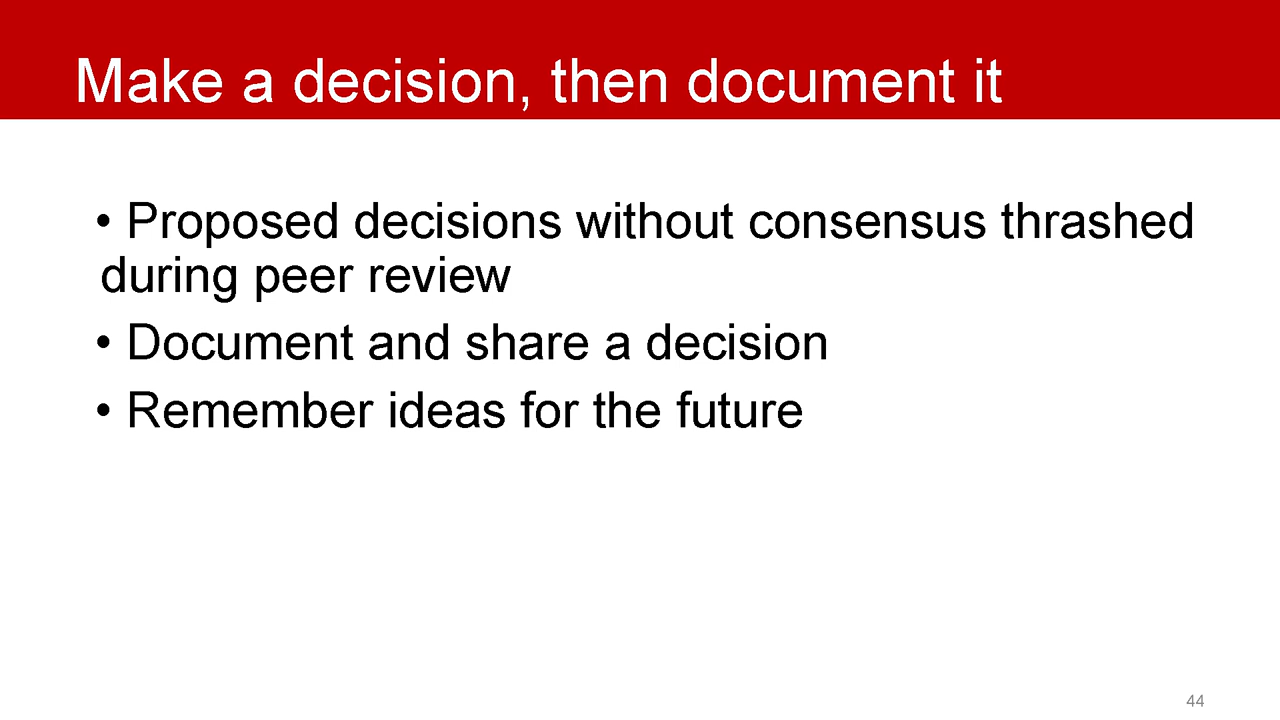 Make a decision, then document it
• Proposed decisions without consensus thrashed
during peer review
• Document and share a decision
• Remember ideas for the future
44